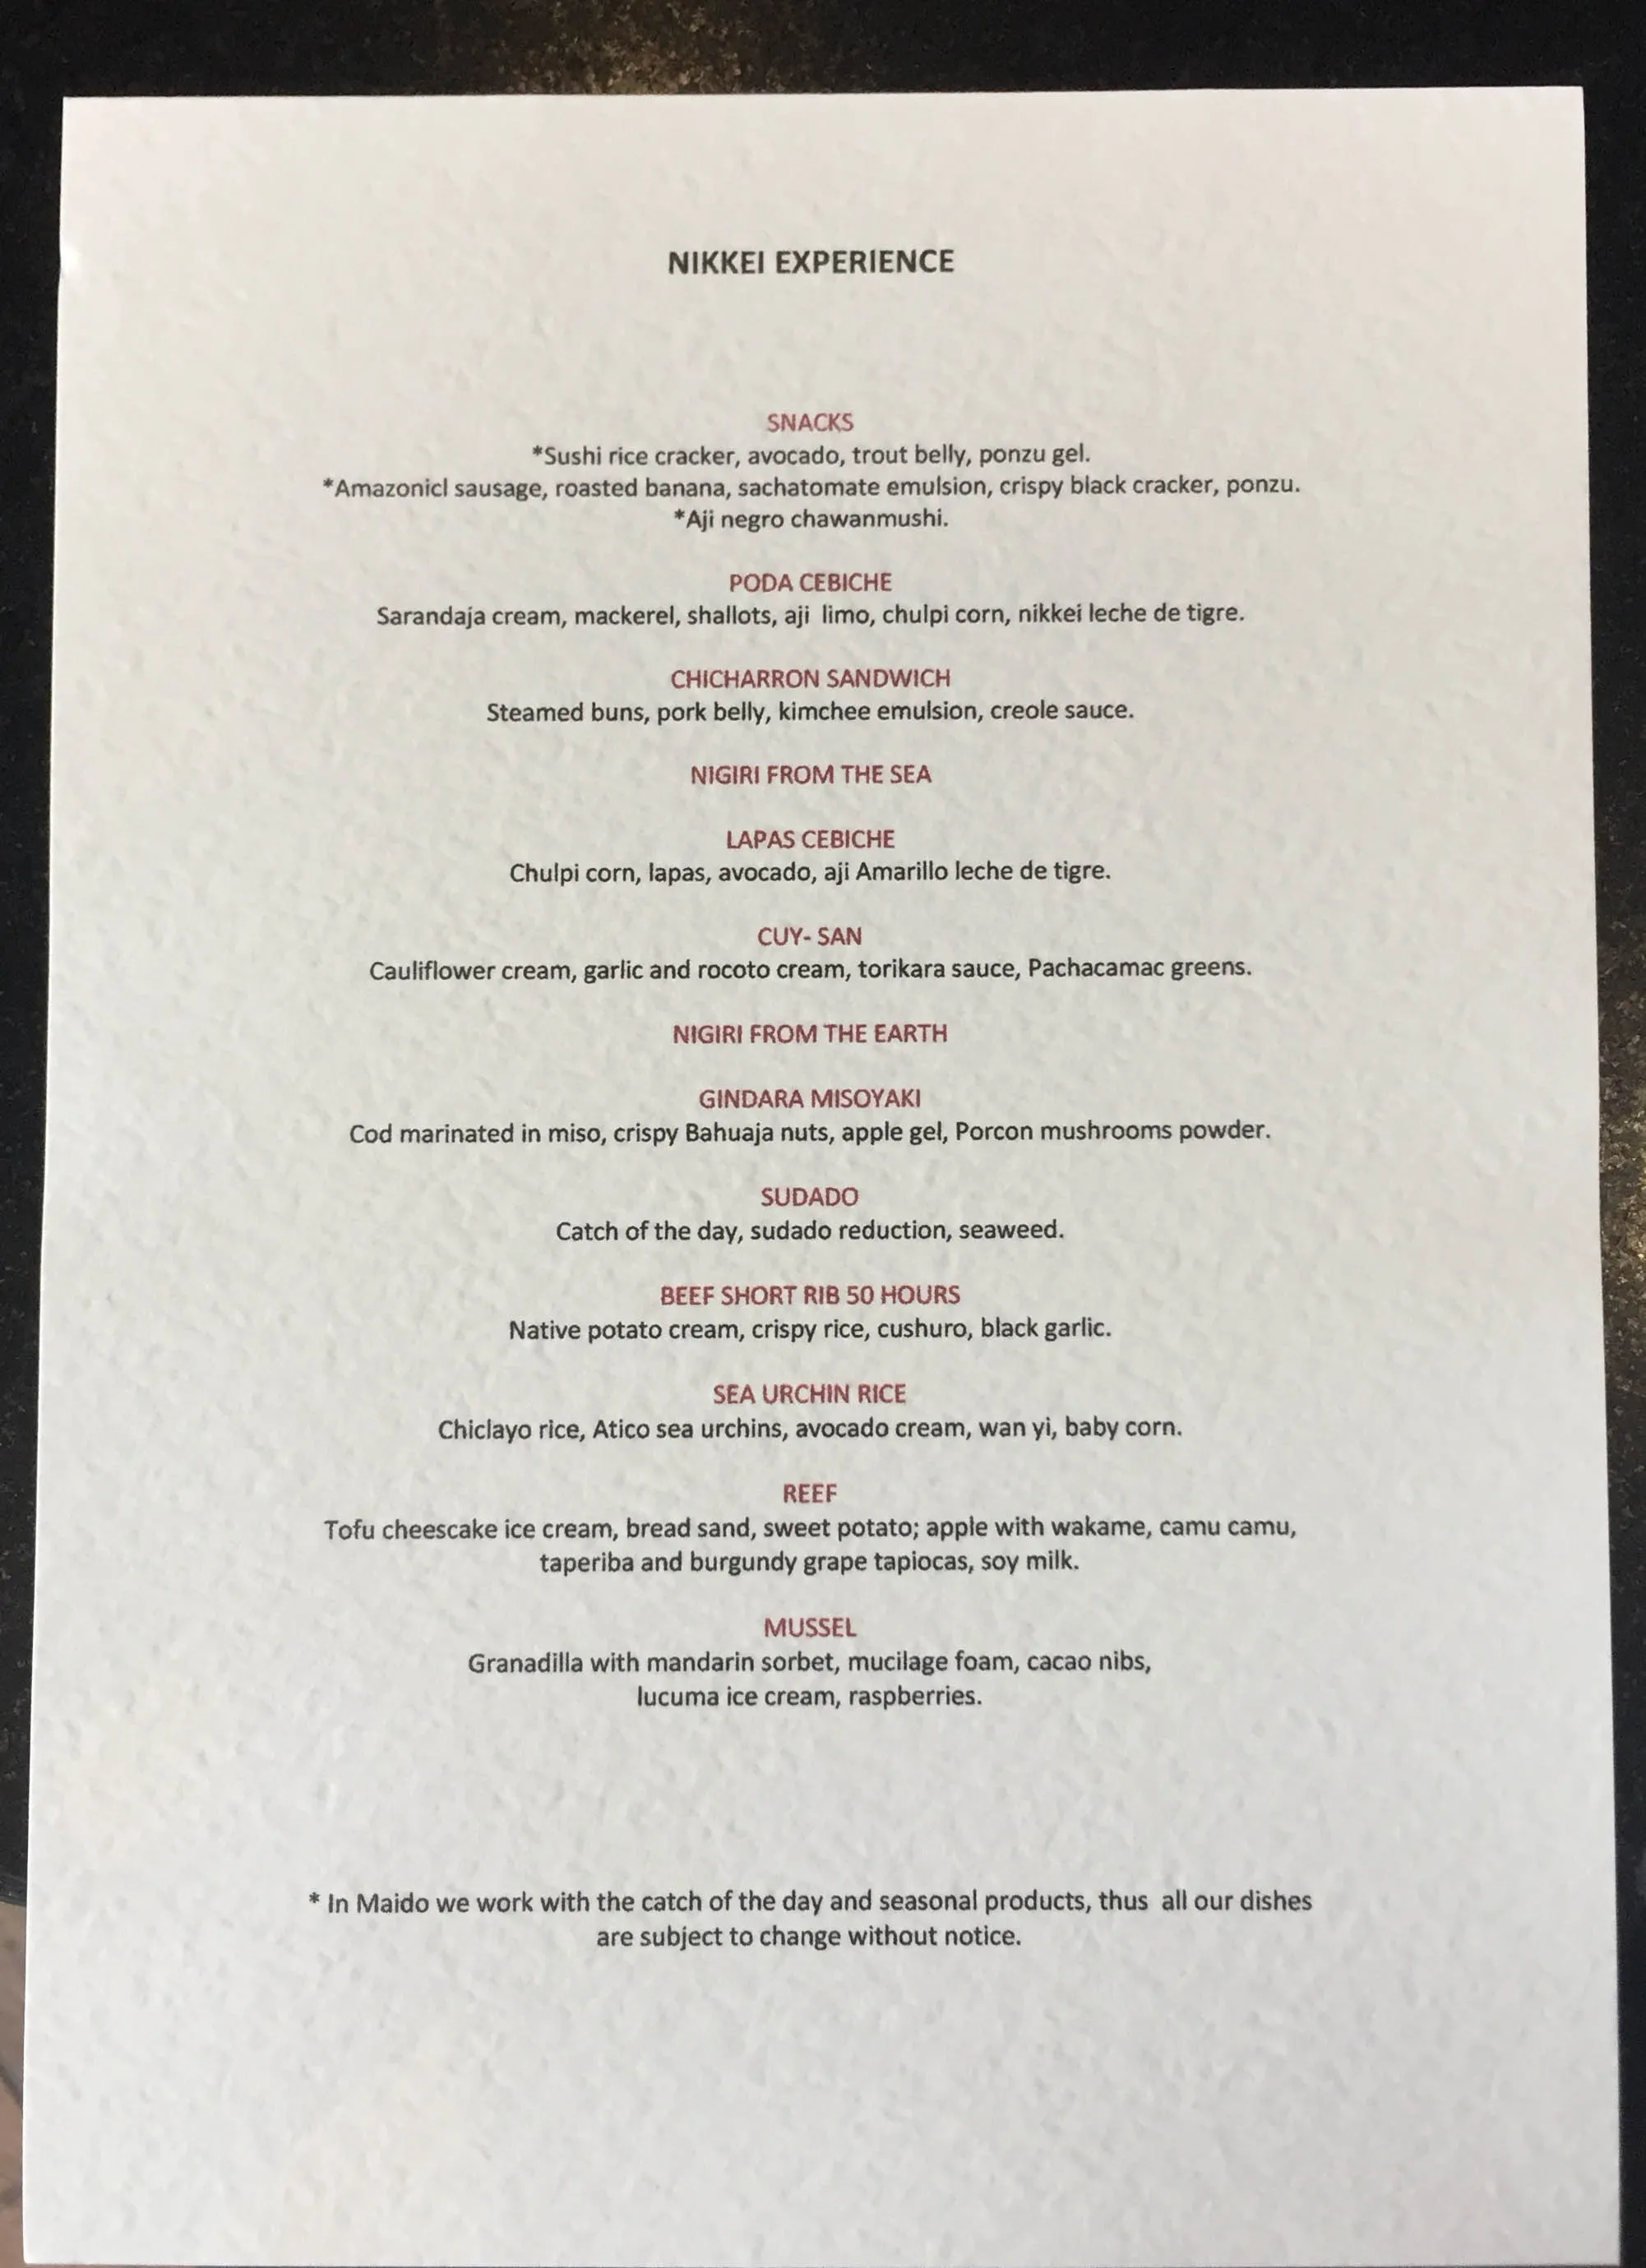 NIKKEI EXPERIENCE
SNACKS
*Sushi rice cracker, avocado, trout belly, ponzu gel.
*Amazonicl sausage, roasted banana, sachatomate emulsion, crispy black cracker, ponzu.
*Aji negro chawanmushi.
PODA CEBICHE
Sarandaja cream, mackerel, shallots, aji limo, chulpi corn, nikkei leche de tigre.
CHICHARRON SANDWICH
Steamed buns, pork belly, kimchee emulsion, creole sauce.
NIGIRI FROM THE SEA
LAPAS CEBICHE
Chulpi corn, lapas, avocado, aji Amarillo leche de tigre.
CUY- SAN
Cauliflower cream, garlic and rocoto cream, torikara sauce, Pachacamac greens.
NIGIRI FROM THE EARTH
GINDARA MISOYAKI
Cod marinated in miso, crispy Bahuaja nuts, apple gel, Porcon mushrooms powder.
SUDADO
Catch of the day, sudado reduction, seaweed.
BEEF SHORT RIB 50 HOURS
Native potato cream, crispy rice, cushuro, black garlic.
SEA URCHIN RICE
Chiclayo rice, Atico sea urchins, avocado cream, wan yi, baby corn.
REEF
Tofu cheescake ice cream, bread sand, sweet potato; apple with wakame, camu camu,
taperiba and burgundy grape tapiocas, soy milk.
MUSSEL
Granadilla with mandarin sorbet, mucilage foam, cacao nibs,
lucuma ice cream, raspberries.
* In Maido we work with the catch of the day and seasonal products, thus all our dishes
are subject to change without notice.